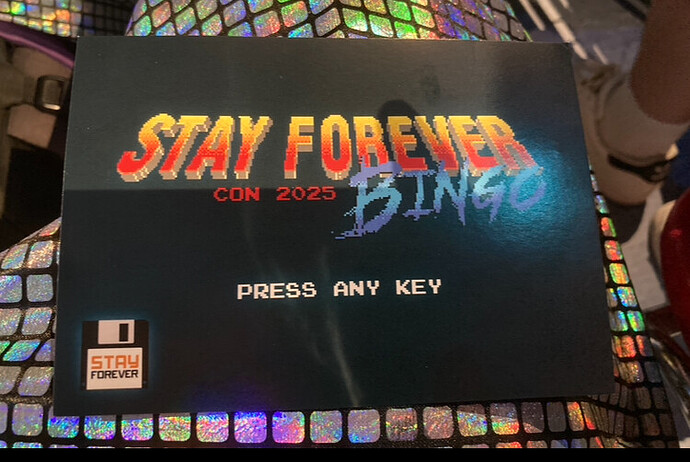 STAY FOREVER
CON 2025
BINGO
PRESS ANY KEY
STAY
FOREVER